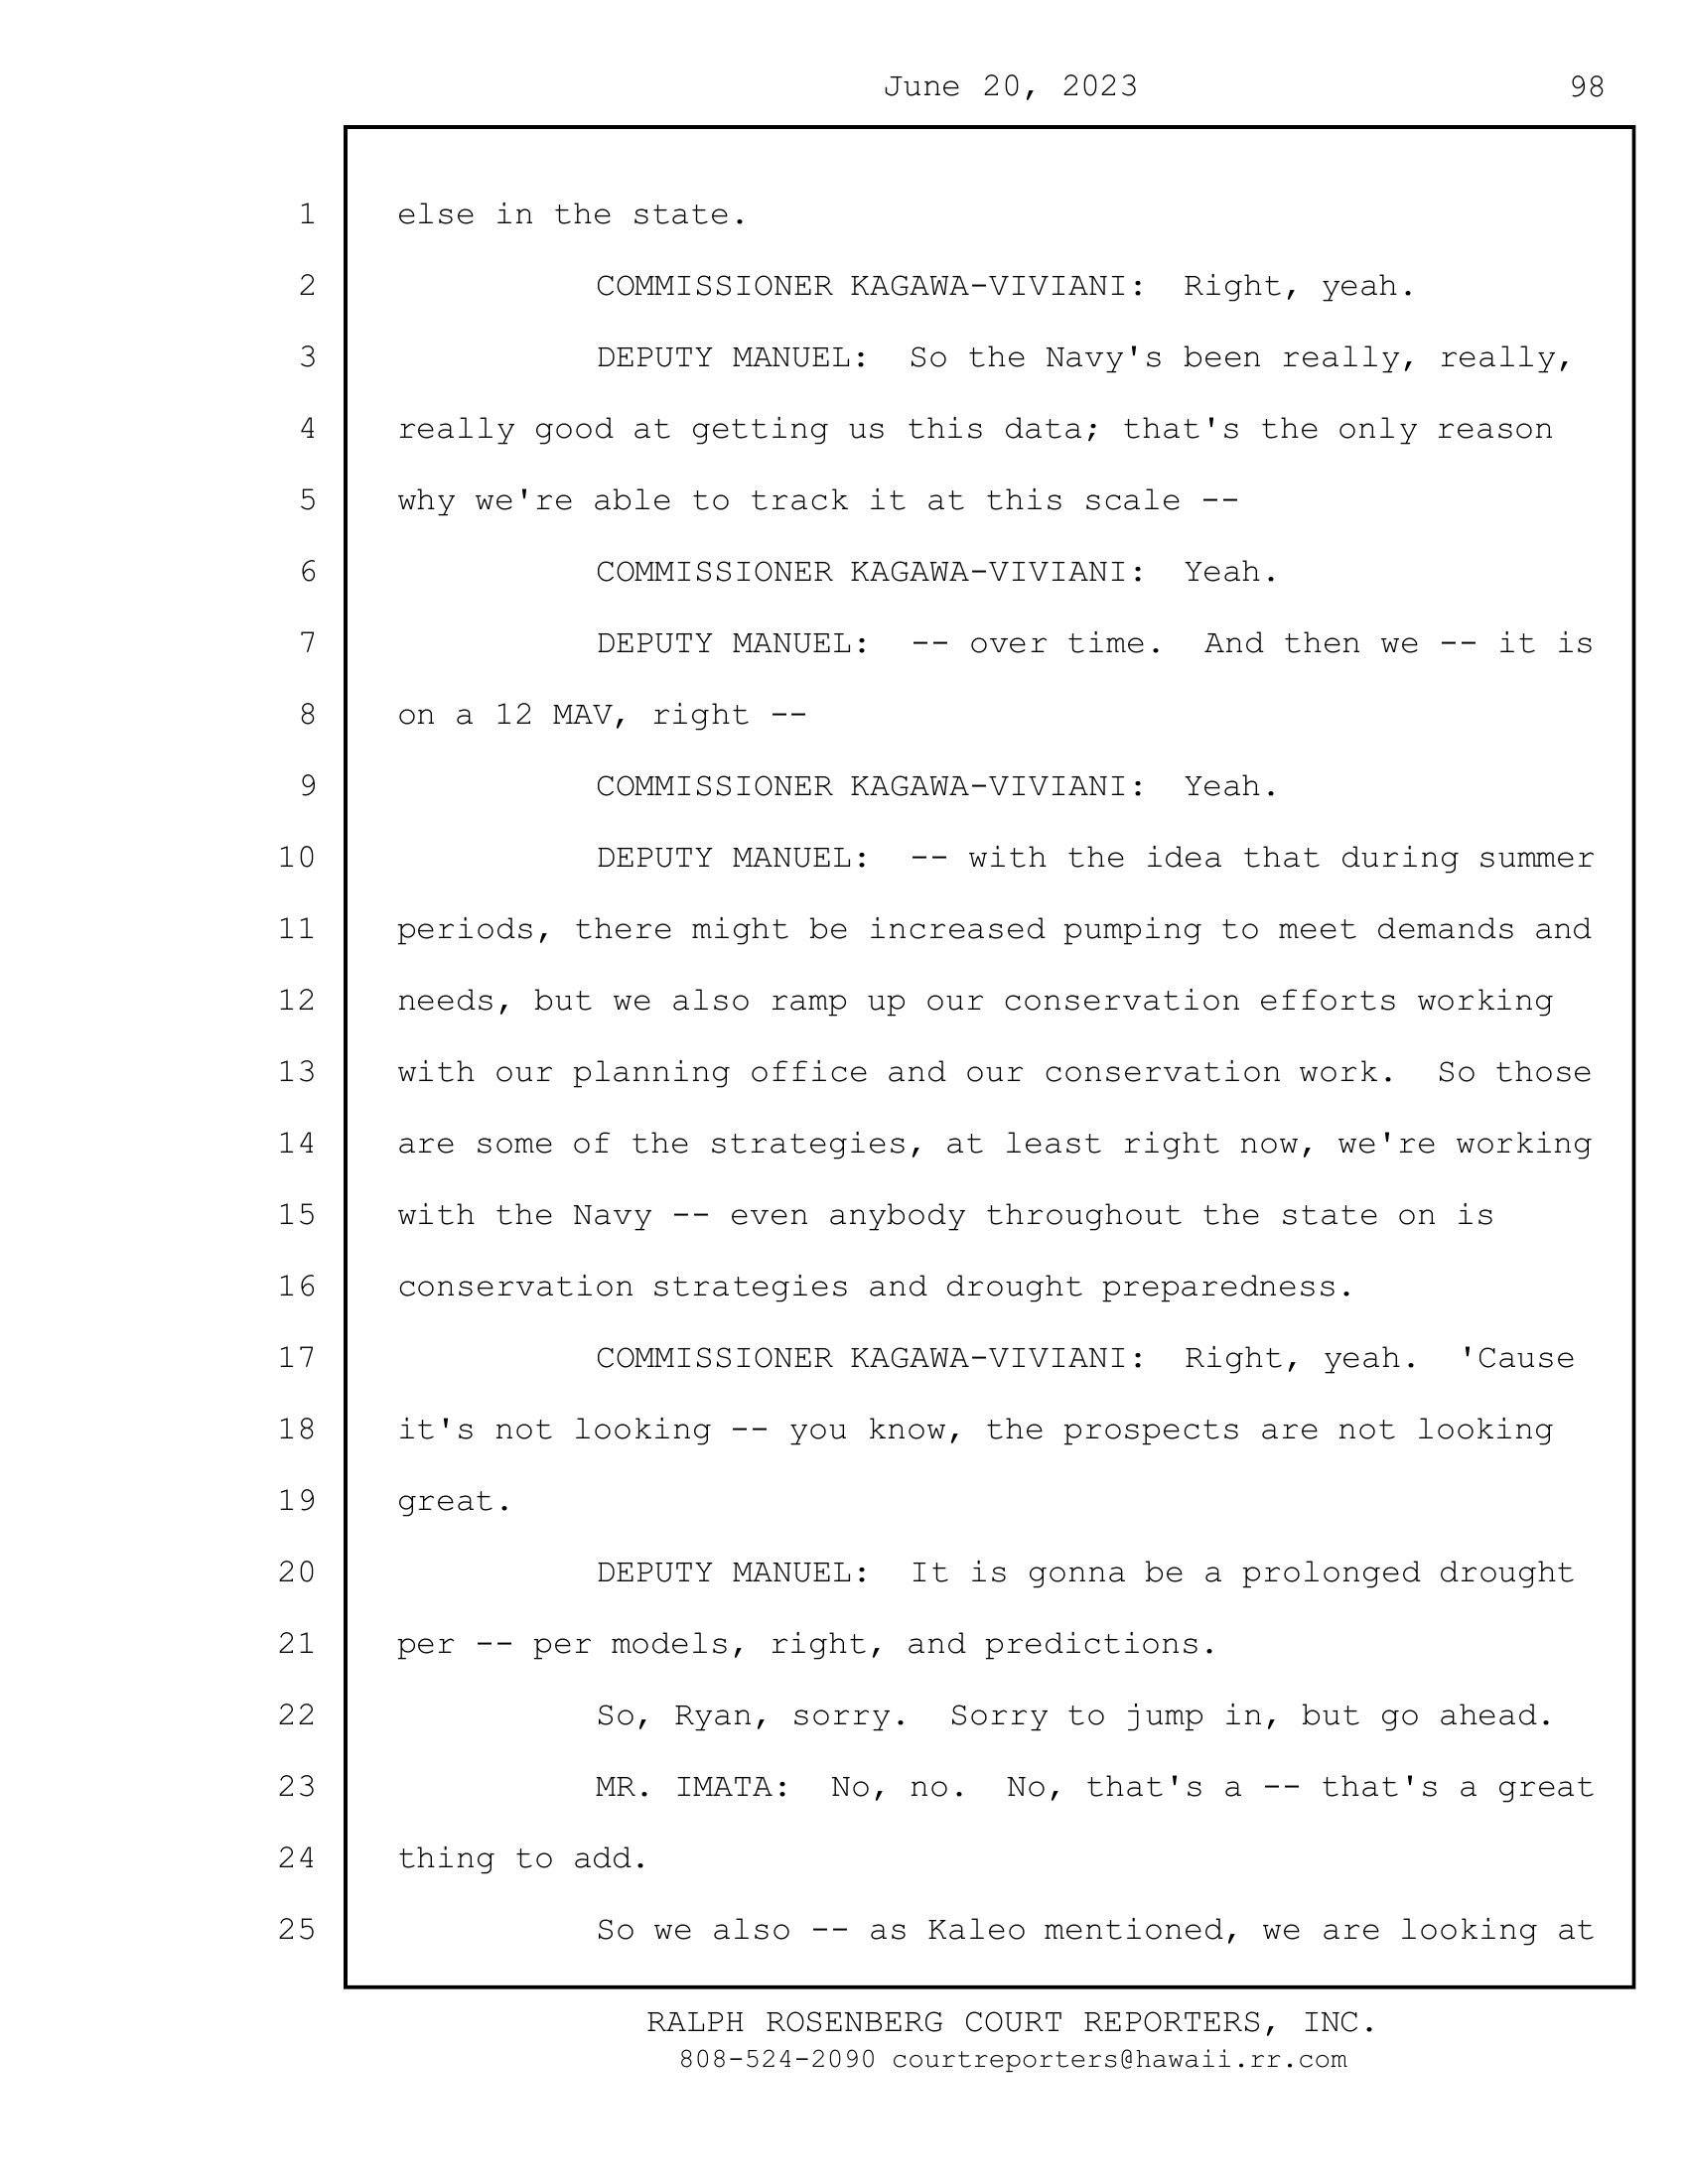 June 20, 2023 98
1 else in the state.
2 COMMISSIONER KAGAWA-VIVIANI: Right, yeah.
3 DEPUTY MANUEL: So the Navy's been really, really,
4 really good at getting us this data; that's the only reason
5 why we're able to track it at this scale --
6 COMMISSIONER KAGAWA-VIVIANI: Yeah.
7 DEPUTY MANUEL: -- over time. And then we -- it is
8 on a 12 MAV, right --
9 COMMISSIONER KAGAWA-VIVIANI: Yeah.
10 DEPUTY MANUEL: -- with the idea that during summer
11 periods, there might be increased pumping to meet demands and
12 needs, but we also ramp up our conservation efforts working
13 with our planning office and our conservation work. So those
14 are some of the strategies, at least right now, we're working
15 with the Navy -- even anybody throughout the state on is
16 conservation strategies and drought preparedness.
17 COMMISSIONER KAGAWA-VIVIANI: Right, yeah. 'Cause
18 it's not looking -- you know, the prospects are not looking
19 great.
20 DEPUTY MANUEL: It is gonna be a prolonged drought
21 per -- per models, right, and predictions.
22 So, Ryan, sorry. Sorry to jump in, but go ahead.
23 MR. IMATA: No, no. No, that's a -- that's a great
24 thing to add.
25 So we also -- as Kaleo mentioned, we are looking at
RALPH ROSENBERG COURT REPORTERS, INC.
808-524-2090 courtreporters@hawaii.rr.com